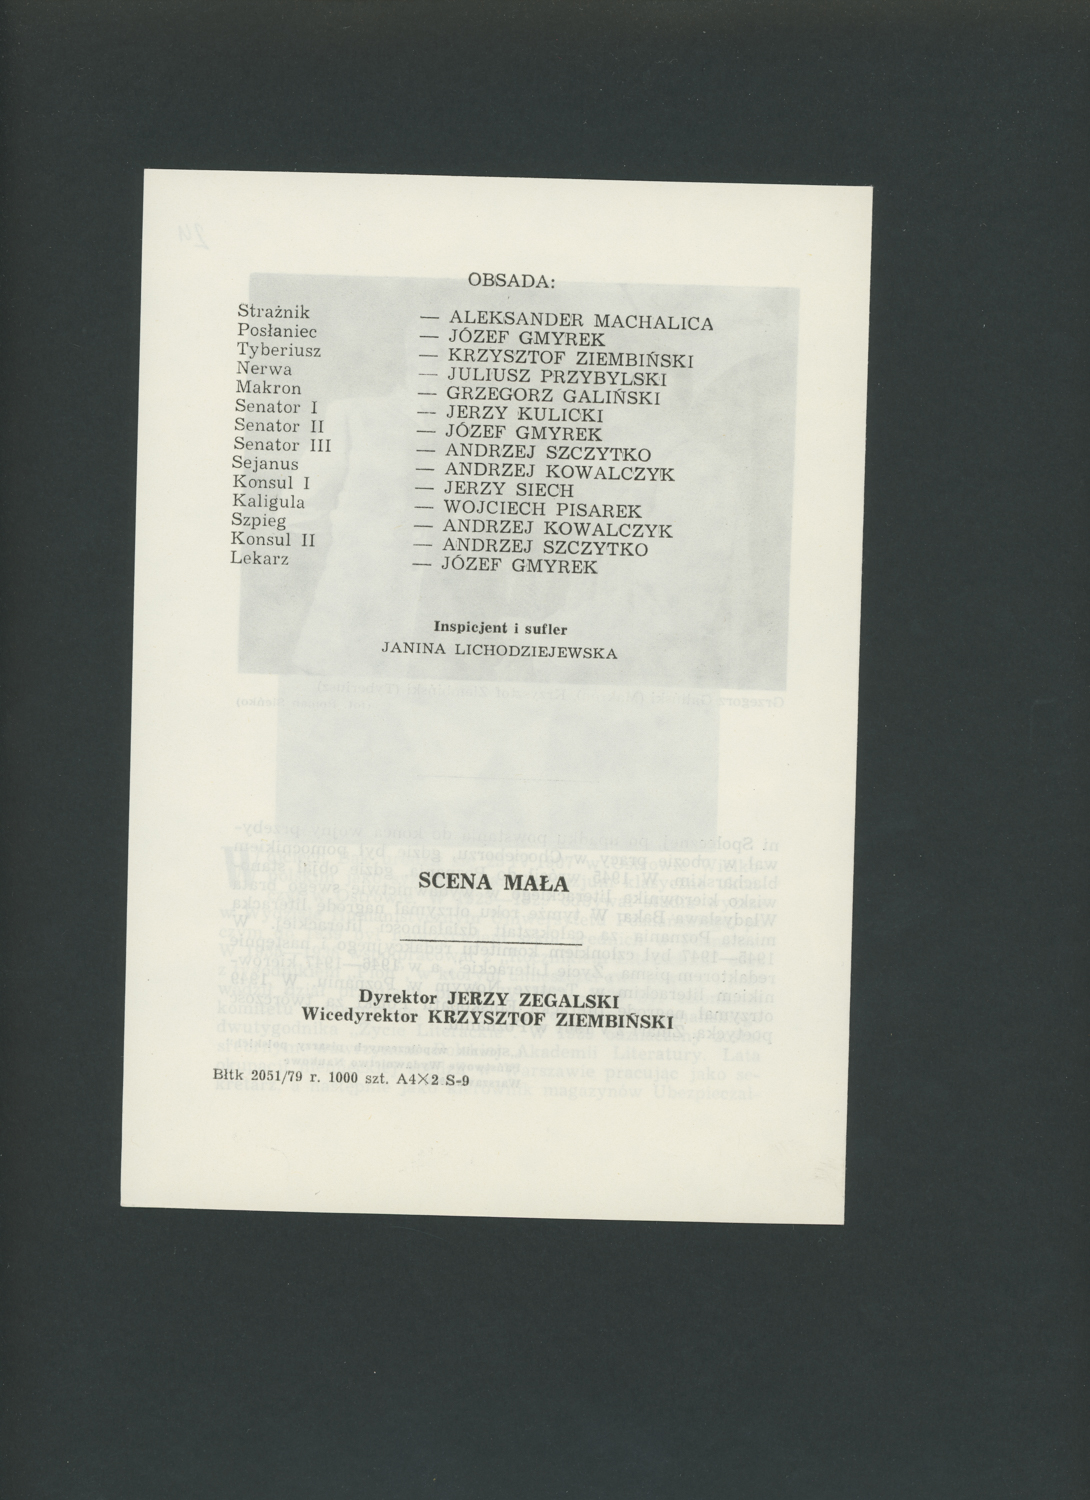 OBSADA:
Strażnik — ALEKSANDER MACHALICA
Posłaniec — JÓZEF GMYREK
Tyberiusz — KRZYSZTOF ZIEMBIŃSKI
Nerwa — JULIUSZ PRZYBYLSKI
Makron — GRZEGORZ GALIŃSKI
Senator I — JERZY KULICKI
Senator II — JÓZEF GMYREK
Senator III — ANDRZEJ SZCZYTKO
Sejanus — ANDRZEJ KOWALCZYK
Konsul I — JERZY SIECH
Kaligula — WOJCIECH PISAREK
Szpieg — ANDRZEJ KOWALCZYK
Konsul II — ANDRZEJ SZCZYTKO
Lekarz — JÓZEF GMYREK
Inspicjent i sufler
JANINA LICHODZIEJEWSKA
SCENA MAŁA
Dyrektor JERZY ZEGALSKI
Wicedyrektor KRZYSZTOF ZIEMBIŃSKI
Bltk 2051/79 r. 1000 szt. A4×2 S-9